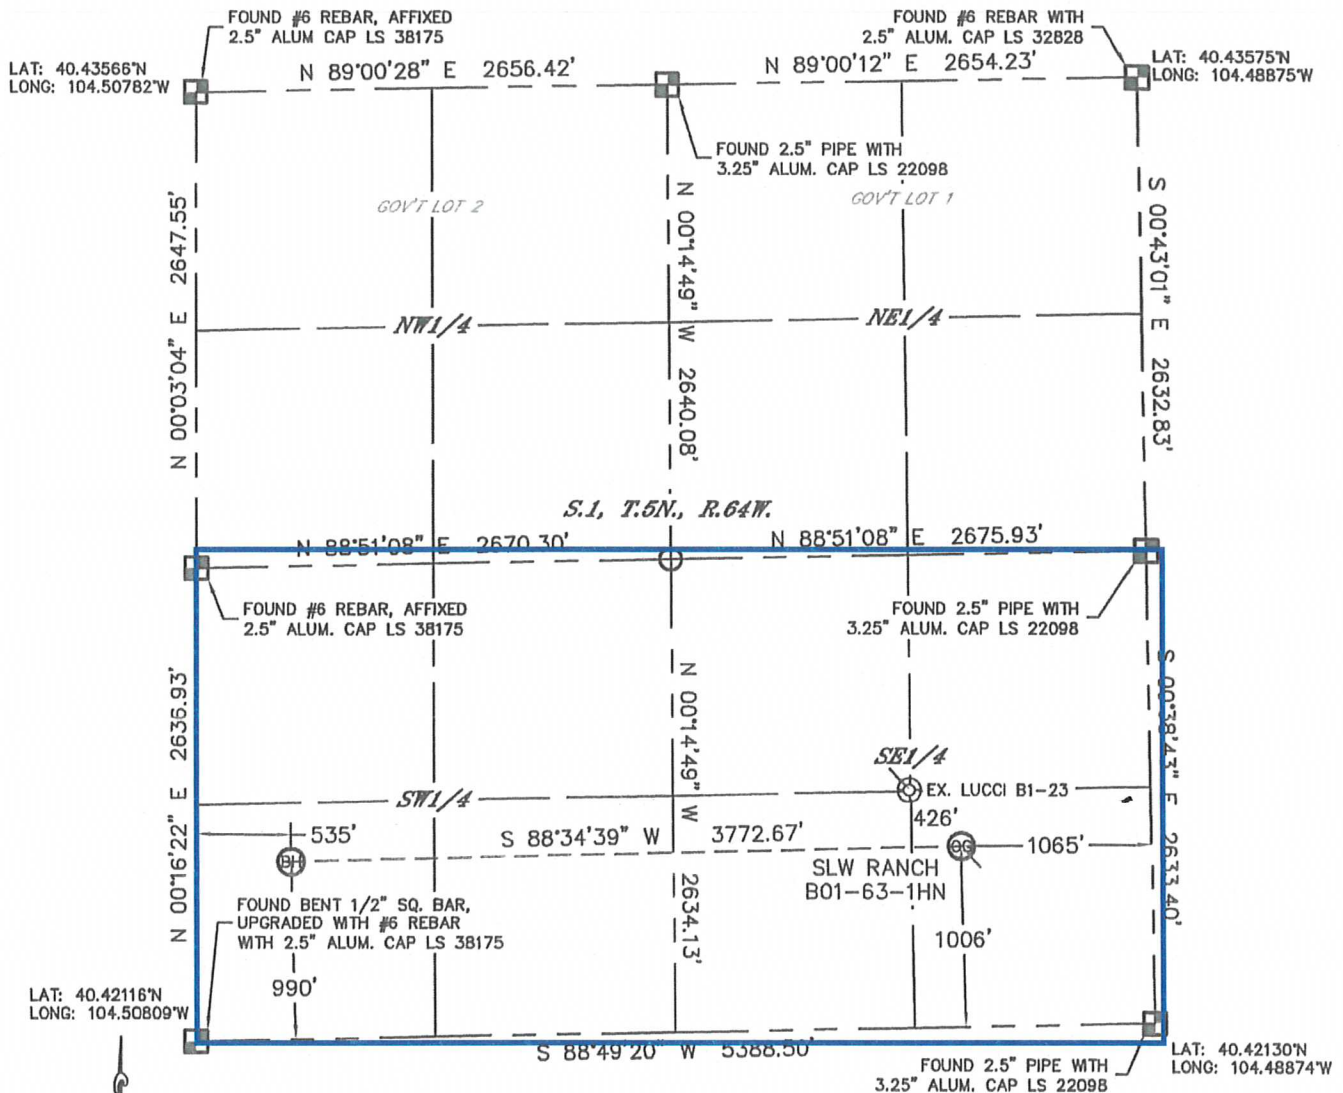 FOUND #6 REBAR, AFFIXED
2.5" ALUM CAP LS 38175
FOUND #6 REBAR WITH
2.5" ALUM. CAP LS 32828
LAT: 40.43566°N
LONG: 104.50782°W
N 89°00'28" E 2656.42'
N 89°00'12" E 2654.23'
LAT: 40.43575°N
LONG: 104.48875°W
FOUND 2.5" PIPE WITH
3.25" ALUM. CAP LS 22098
GOV'T LOT 2
GOV'T LOT 1
N 00°03'04" E 2647.55'
N 00°14'49" W 2640.08'
S 00°43'01" E 2632.83'
NW1/4
NE1/4
S.1, T.5N., R.64W.
N 88°51'08" E 2670.30'
N 88°51'08" E 2675.93'
FOUND #6 REBAR, AFFIXED
2.5" ALUM. CAP LS 38175
FOUND 2.5" PIPE WITH
3.25" ALUM. CAP LS 22098
N 00°16'22" E 2636.93'
N 00°14'49" W 2634.13'
S 00°38'43" E 2633.40'
SE1/4
EX. LUCCI B1-23
SW1/4
426'
535'
S 88°34'39" W 3772.67'
1065'
BH
OG
SLW RANCH
B01-63-1HN
FOUND BENT 1/2" SQ. BAR,
UPGRADED WITH #6 REBAR
WITH 2.5" ALUM. CAP LS 38175
1006'
990'
LAT: 40.42116°N
LONG: 104.50809°W
S 88°49'20" W 5388.50'
LAT: 40.42130°N
LONG: 104.48874°W
FOUND 2.5" PIPE WITH
3.25" ALUM. CAP LS 22098